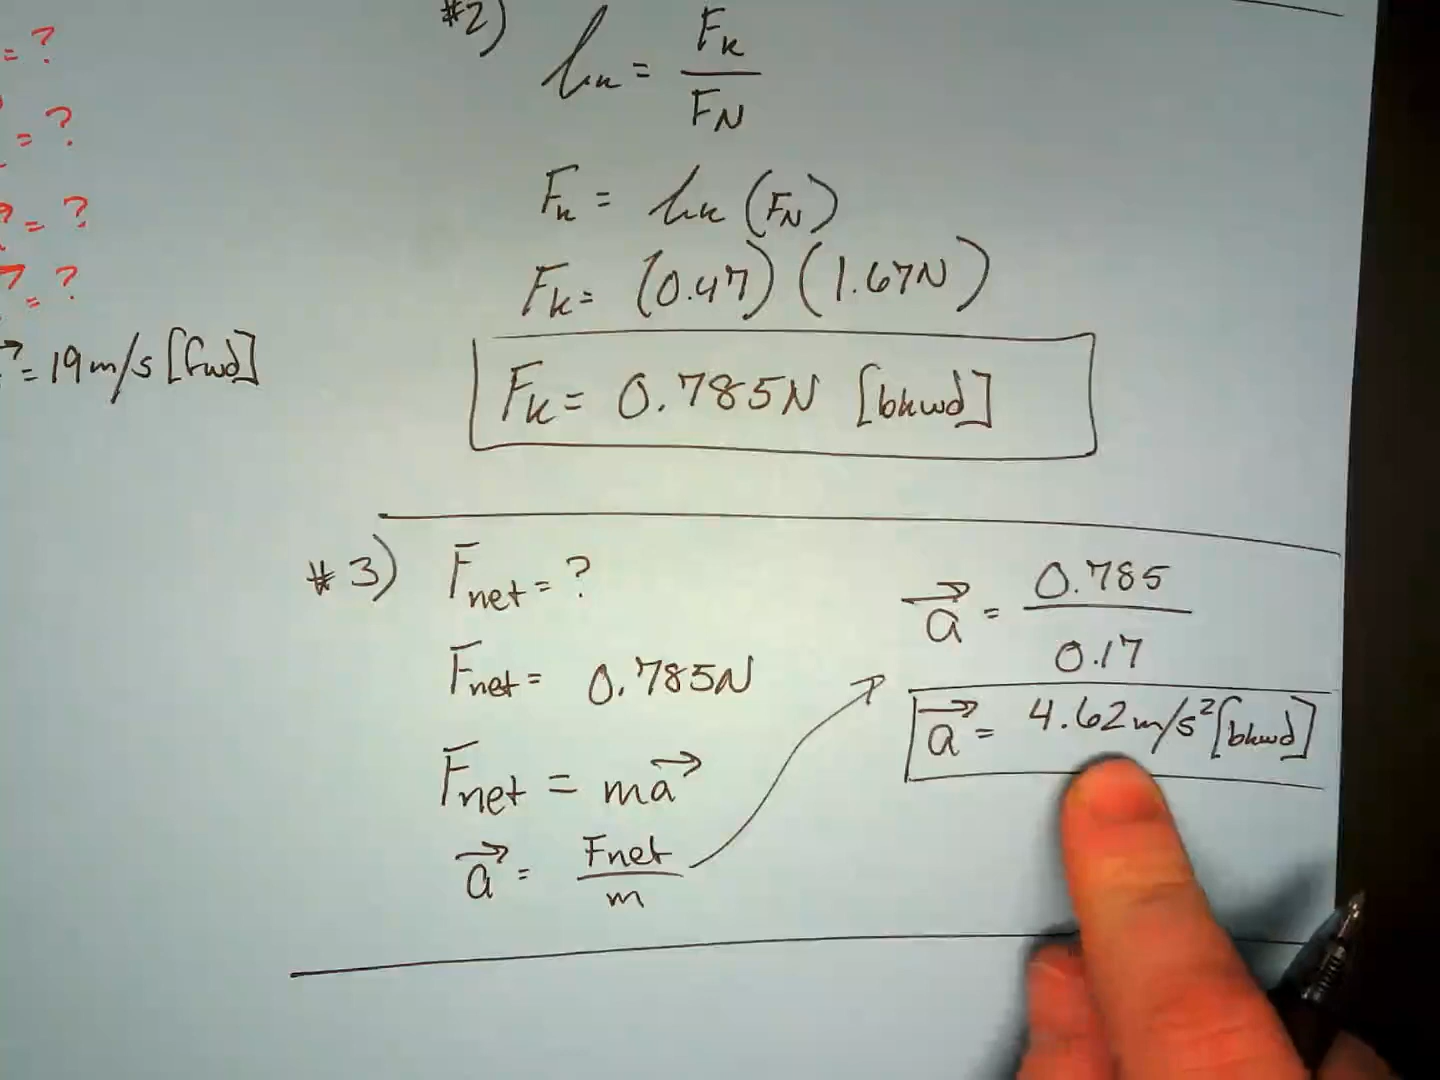 = ?
= ?
= ?
= ?
= 19m/s [fwd]
#2)
μk = Fk / FN
Fk = μk (FN)
Fk = (0.47) (1.67N)
Fk = 0.785N [bkwd]
#3)
Fnet = ?
Fnet = 0.785N
Fnet = ma
a = Fnet / m
a = 0.785 / 0.17
a = 4.62 m/s² [bkwd]